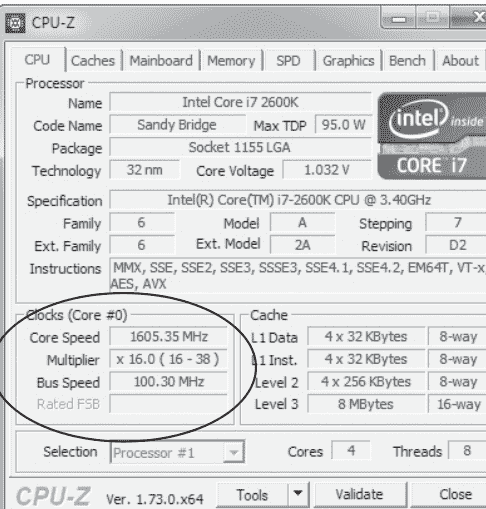 CPU-Z
CPU Caches Mainboard Memory SPD Graphics Bench About
Processor
Name Intel Core i7 2600K
Code Name Sandy Bridge Max TDP 95.0 W
Package Socket 1155 LGA
Technology 32 nm Core Voltage 1.032 V
intel inside
CORE i7
Specification Intel(R) Core(TM) i7-2600K CPU @ 3.40GHz
Family 6 Model A Stepping 7
Ext. Family 6 Ext. Model 2A Revision D2
Instructions MMX, SSE, SSE2, SSE3, SSSE3, SSE4.1, SSE4.2, EM64T, VT-x,
AES, AVX
Clocks (Core #0) Cache
Core Speed 1605.35 MHz L1 Data 4 x 32 KBytes 8-way
Multiplier x 16.0 ( 16 - 38 ) L1 Inst. 4 x 32 KBytes 8-way
Bus Speed 100.30 MHz Level 2 4 x 256 KBytes 8-way
Rated FSB Level 3 8 MBytes 16-way
Selection Processor #1 Cores 4 Threads 8
CPU-Z Ver. 1.73.0.x64 Tools Validate Close